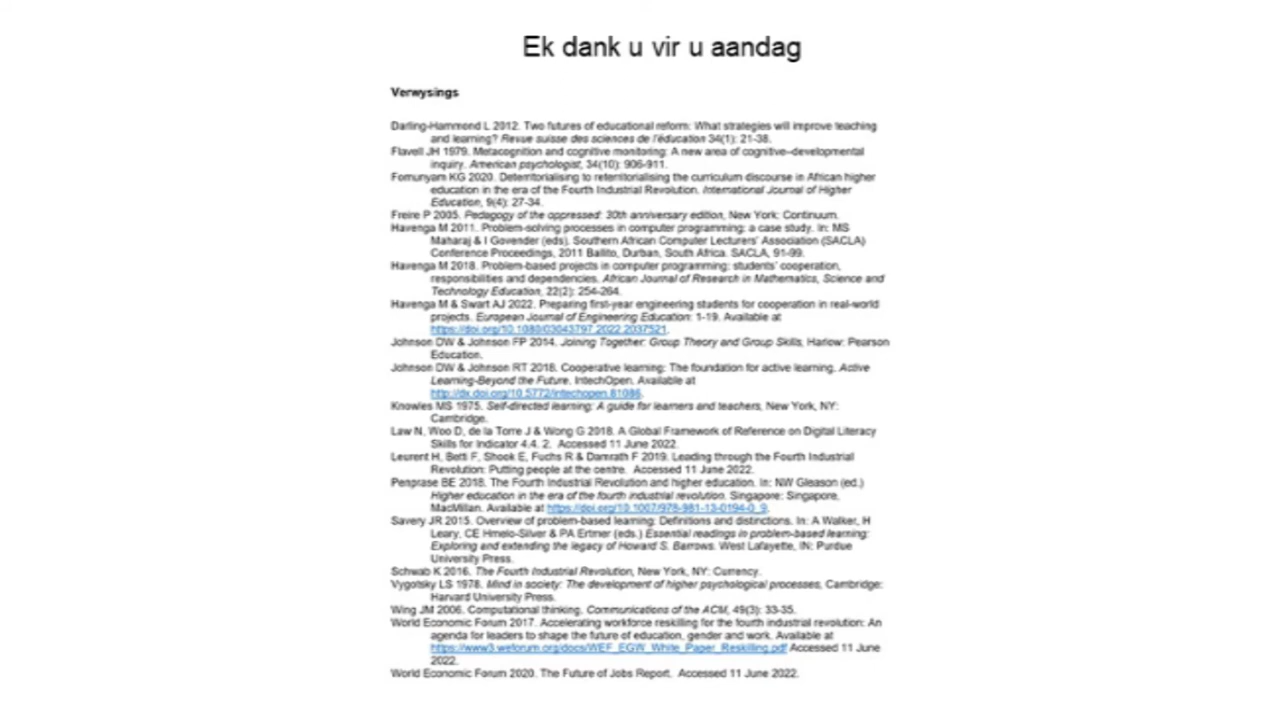 Ek dank u vir u aandag
Verwysings
Darling-Hammond L 2012. Two futures of educational reform: What strategies will improve teaching
and learning? Revue suisse des sciences de l'éducation 34(1): 21-38.
Flavell JH 1979. Metacognition and cognitive monitoring: A new area of cognitive–developmental
inquiry. American psychologist, 34(10): 906-911.
Fomunyam KG 2020. Deterritorialising to reterritorialising the curriculum discourse in African higher
education in the era of the Fourth Industrial Revolution. International Journal of Higher
Education, 9(4): 27-34.
Freire P 2005. Pedagogy of the oppressed: 30th anniversary edition, New York: Continuum.
Havenga M 2011. Problem-solving processes in computer programming: a case study. In: MS
Maharaj & I Govender (eds), Southern African Computer Lecturers' Association (SACLA)
Conference Proceedings, 2011 Ballito, Durban, South Africa. SACLA, 91-99.
Havenga M 2018. Problem-based projects in computer programming: students' cooperation,
responsibilities and dependencies. African Journal of Research in Mathematics, Science and
Technology Education, 22(2): 254-264.
Havenga M & Swart AJ 2022. Preparing first-year engineering students for cooperation in real-world
projects. European Journal of Engineering Education: 1-19. Available at
https://doi.org/10.1080/03043797.2022.2037521.
Johnson DW & Johnson FP 2014. Joining Together: Group Theory and Group Skills, Harlow: Pearson
Education.
Johnson DW & Johnson RT 2018. Cooperative learning: The foundation for active learning. Active
Learning-Beyond the Future. IntechOpen. Available at
http://dx.doi.org/10.5772/intechopen.81086.
Knowles MS 1975. Self-directed learning: A guide for learners and teachers, New York, NY:
Cambridge.
Law N, Woo D, de la Torre J & Wong G 2018. A Global Framework of Reference on Digital Literacy
Skills for Indicator 4.4. 2. Accessed 11 June 2022.
Leurent H, Betti F, Shook E, Fuchs R & Damrath F 2019. Leading through the Fourth Industrial
Revolution: Putting people at the centre. Accessed 11 June 2022.
Penprase BE 2018. The Fourth Industrial Revolution and higher education. In: NW Gleason (ed.)
Higher education in the era of the fourth industrial revolution. Singapore: Singapore,
MacMillan. Available at https://doi.org/10.1007/978-981-13-0194-0_9.
Savery JR 2015. Overview of problem-based learning: Definitions and distinctions. In: A Walker, H
Leary, CE Hmelo-Silver & PA Ertmer (eds.) Essential readings in problem-based learning:
Exploring and extending the legacy of Howard S. Barrows. West Lafayette, IN: Purdue
University Press.
Schwab K 2016. The Fourth Industrial Revolution, New York, NY: Currency.
Vygotsky LS 1978. Mind in society: The development of higher psychological processes, Cambridge:
Harvard University Press.
Wing JM 2006. Computational thinking. Communications of the ACM, 49(3): 33-35.
World Economic Forum 2017. Accelerating workforce reskilling for the fourth industrial revolution: An
agenda for leaders to shape the future of education, gender and work. Available at
https://www3.weforum.org/docs/WEF_EGW_White_Paper_Reskilling.pdf Accessed 11 June
2022.
World Economic Forum 2020. The Future of Jobs Report. Accessed 11 June 2022.